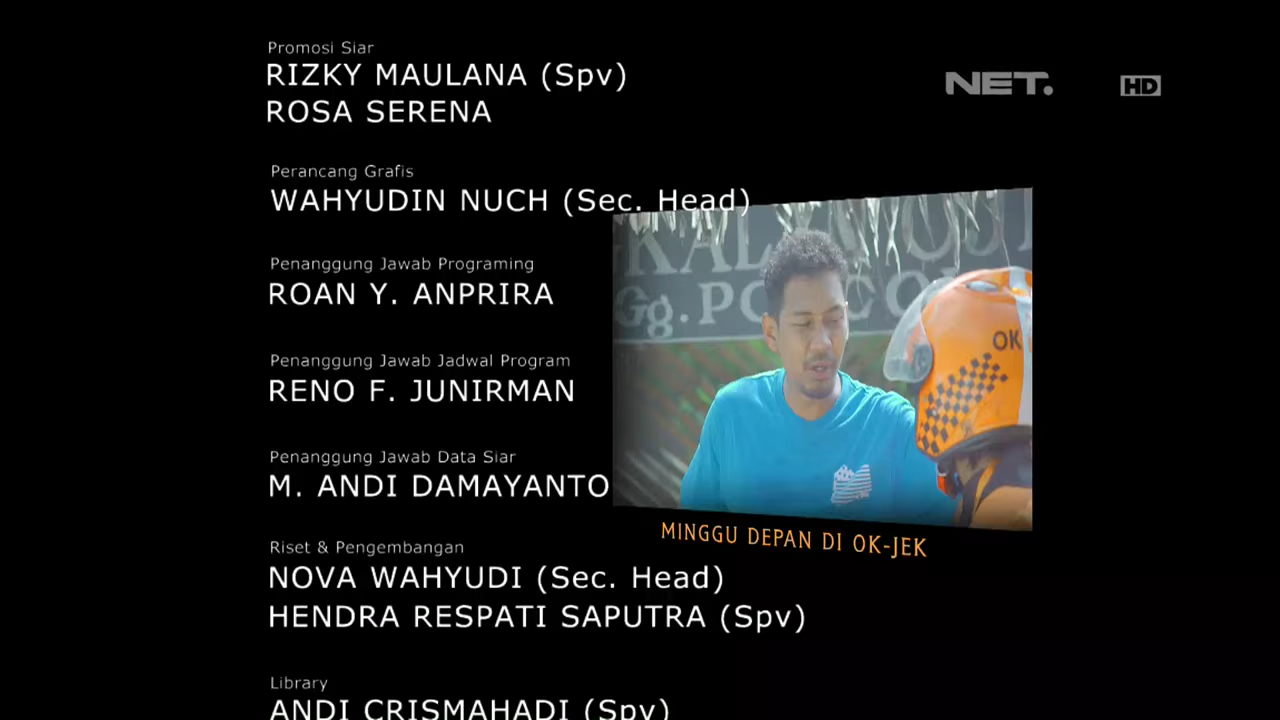 Promosi Siar
RIZKY MAULANA (Spv)
ROSA SERENA
NET.
HD
Perancang Grafis
WAHYUDIN NUCH (Sec. Head)
Penanggung Jawab Programing
ROAN Y. ANPRIRA
Penanggung Jawab Jadwal Program
RENO F. JUNIRMAN
Penanggung Jawab Data Siar
M. ANDI DAMAYANTO
Gg.
OK
MINGGU DEPAN DI OK-JEK
Riset & Pengembangan
NOVA WAHYUDI (Sec. Head)
HENDRA RESPATI SAPUTRA (Spv)
Library
ANDI CRISMAHADI (Spv)